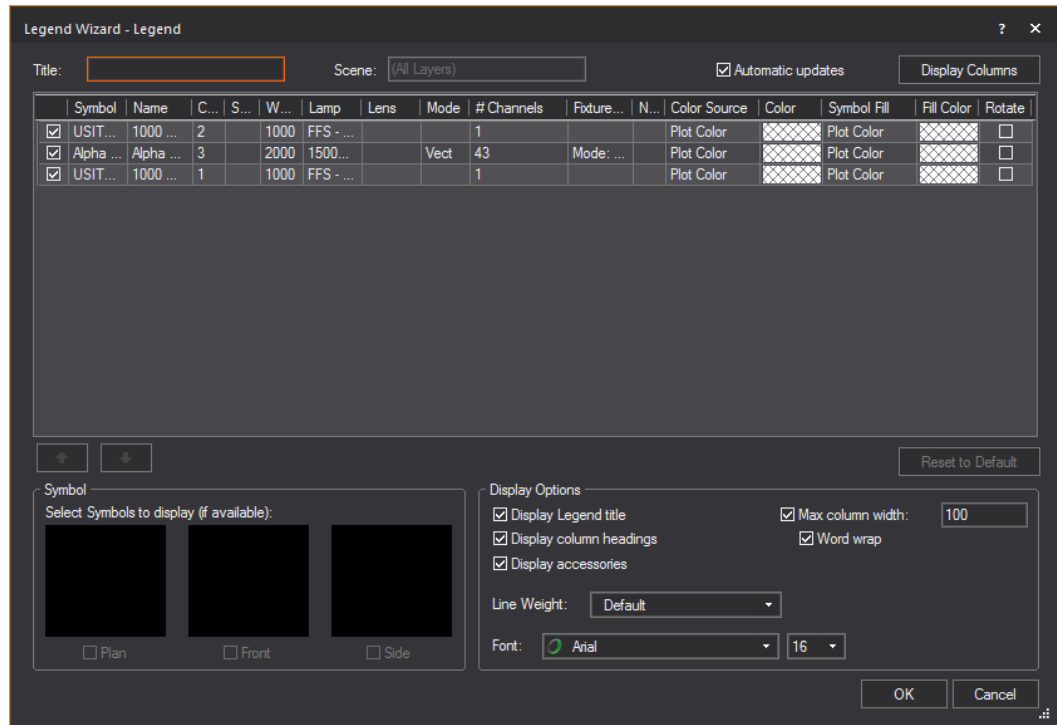 Legend Wizard - Legend ? ×
Title: Scene: (All Layers) Automatic updates Display Columns
Symbol Name C... S... W... Lamp Lens Mode # Channels Fixture... N... Color Source Color Symbol Fill Fill Color Rotate
USIT... 1000 ... 2 1000 FFS - ... 1 Plot Color Plot Color
Alpha ... Alpha ... 3 2000 1500... Vect 43 Mode: ... Plot Color Plot Color
USIT... 1000 ... 1 1000 FFS - ... 1 Plot Color Plot Color
Reset to Default
Symbol
Select Symbols to display (if available):
Plan Front Side
Display Options
Display Legend title Max column width: 100
Display column headings Word wrap
Display accessories
Line Weight: Default
Font: Arial 16
OK Cancel